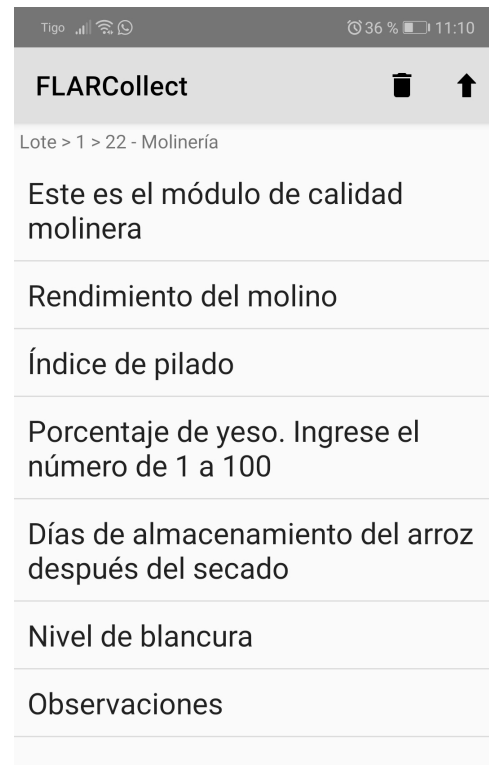 Tigo 36 % 11:10
FLARCollect
Lote > 1 > 22 - Molinería
Este es el módulo de calidad
molinera
Rendimiento del molino
Índice de pilado
Porcentaje de yeso. Ingrese el
número de 1 a 100
Días de almacenamiento del arroz
después del secado
Nivel de blancura
Observaciones